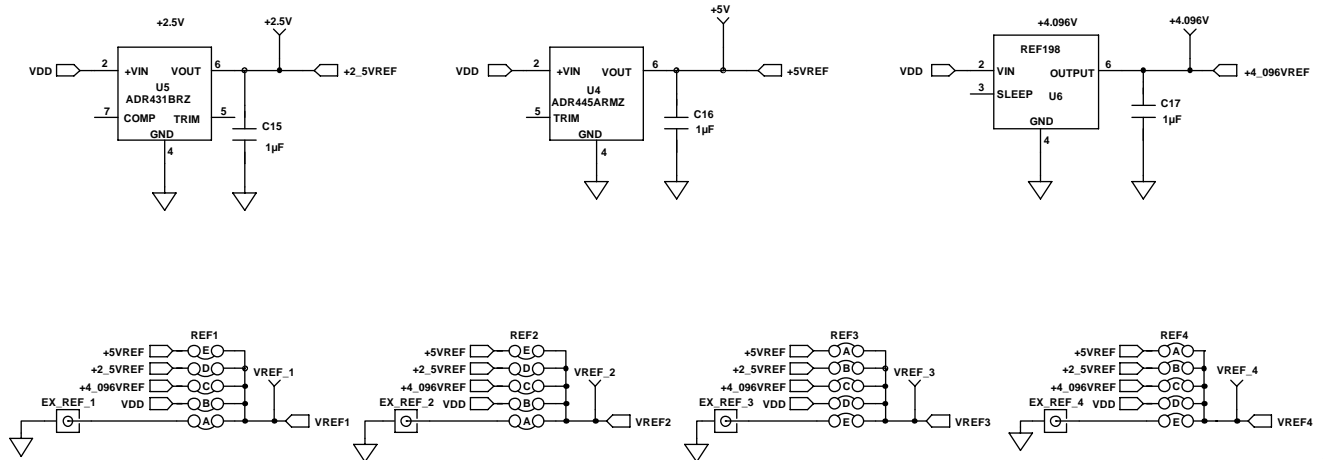 +2.5V
+2.5V
VDD
2
+VIN
VOUT
6
+2_5VREF
U5
ADR431BRZ
7
COMP
TRIM
5
GND
4
C15
1µF
+5V
VDD
2
+VIN
VOUT
6
+5VREF
U4
ADR445ARMZ
5
TRIM
GND
4
C16
1µF
+4.096V
+4.096V
REF198
VDD
2
VIN
OUTPUT
6
+4_096VREF
3
SLEEP
U6
GND
4
C17
1µF
REF1
+5VREF
E
+2_5VREF
D
VREF_1
+4_096VREF
C
EX_REF_1
VDD
B
A
VREF1
REF2
+5VREF
E
+2_5VREF
D
VREF_2
+4_096VREF
C
EX_REF_2
VDD
B
A
VREF2
REF3
+5VREF
A
+2_5VREF
B
VREF_3
+4_096VREF
C
EX_REF_3
VDD
D
E
VREF3
REF4
+5VREF
A
+2_5VREF
B
VREF_4
+4_096VREF
C
EX_REF_4
VDD
D
E
VREF4